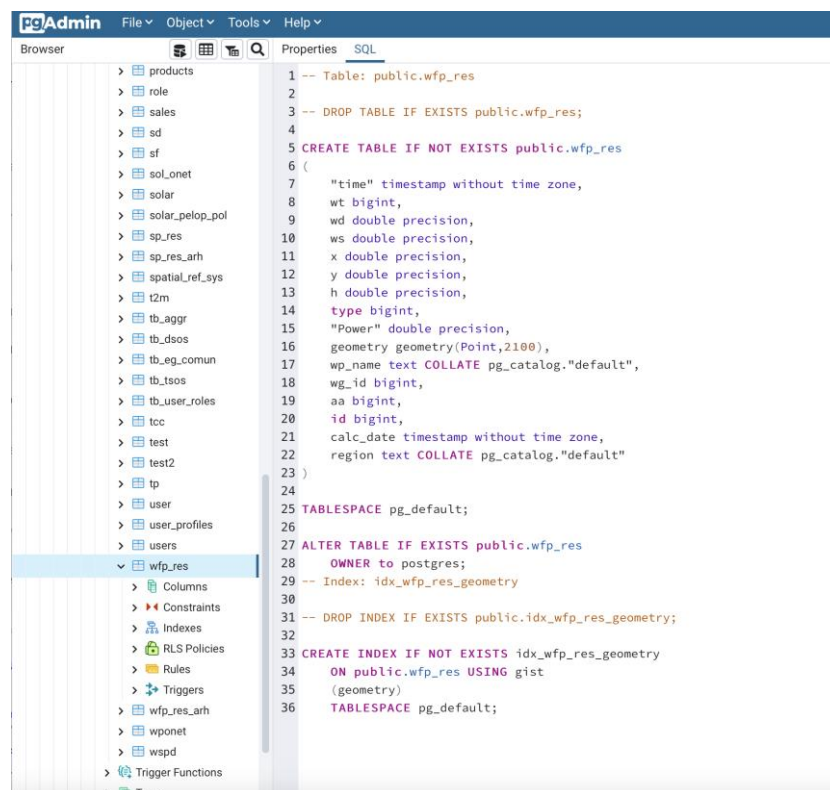 pgAdmin File Object Tools Help
Browser
Properties SQL
products
role
sales
sd
sf
sol_onet
solar
solar_pelop_pol
sp_res
sp_res_arh
spatial_ref_sys
t2m
tb_aggr
tb_dsos
tb_eg_comun
tb_tsos
tb_user_roles
tcc
test
test2
tp
user
user_profiles
users
wfp_res
Columns
Constraints
Indexes
RLS Policies
Rules
Triggers
wfp_res_arh
wponet
wspd
Trigger Functions
1 -- Table: public.wfp_res
2
3 -- DROP TABLE IF EXISTS public.wfp_res;
4
5 CREATE TABLE IF NOT EXISTS public.wfp_res
6 (
7 "time" timestamp without time zone,
8 wt bigint,
9 wd double precision,
10 ws double precision,
11 x double precision,
12 y double precision,
13 h double precision,
14 type bigint,
15 "Power" double precision,
16 geometry geometry(Point,2100),
17 wp_name text COLLATE pg_catalog."default",
18 wg_id bigint,
19 aa bigint,
20 id bigint,
21 calc_date timestamp without time zone,
22 region text COLLATE pg_catalog."default"
23 )
24
25 TABLESPACE pg_default;
26
27 ALTER TABLE IF EXISTS public.wfp_res
28 OWNER to postgres;
29 -- Index: idx_wfp_res_geometry
30
31 -- DROP INDEX IF EXISTS public.idx_wfp_res_geometry;
32
33 CREATE INDEX IF NOT EXISTS idx_wfp_res_geometry
34 ON public.wfp_res USING gist
35 (geometry)
36 TABLESPACE pg_default;